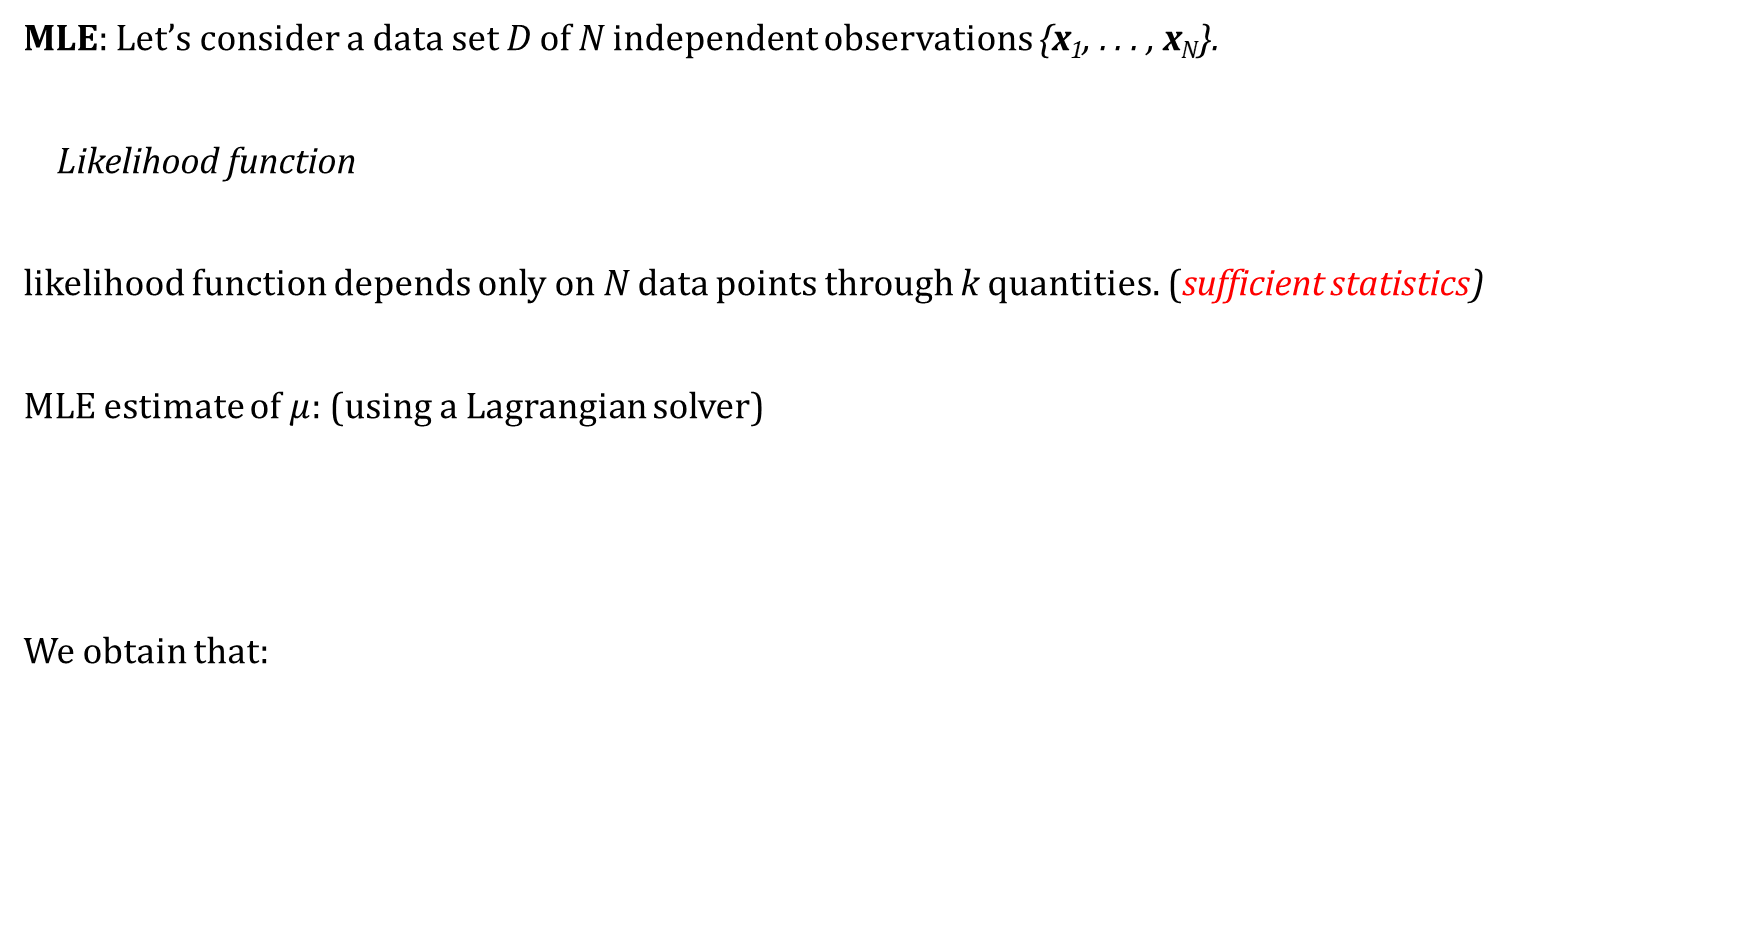 MLE: Let’s consider a data set D of N independent observations {x1, . . . , xN}.
Likelihood function
likelihood function depends only on N data points through k quantities. (sufficient statistics)
MLE estimate of μ: (using a Lagrangian solver)
We obtain that: